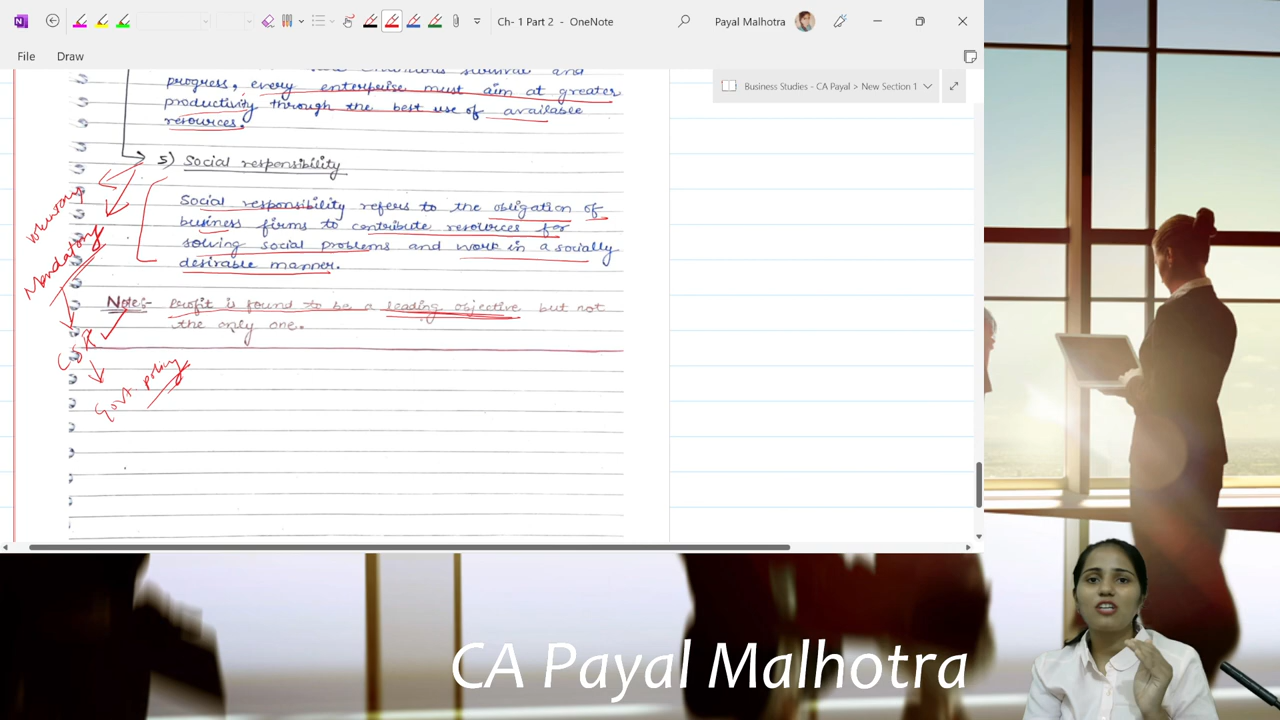 Ch- 1 Part 2 - OneNote
Payal Malhotra
File Draw
Business Studies - CA Payal > New Section 1
survival and
progress, every enterprise must aim at greater
productivity through the best use of available
resources.
5) Social responsibility
Social responsibility refers to the obligation of
business firms to contribute resources for
solving social problems and work in a socially
desirable manner.
Voluntary
Mandatory
Note:- Profit is found to be a leading objective but not
the only one.
CSR
Govt. policy
CA Payal Malhotra